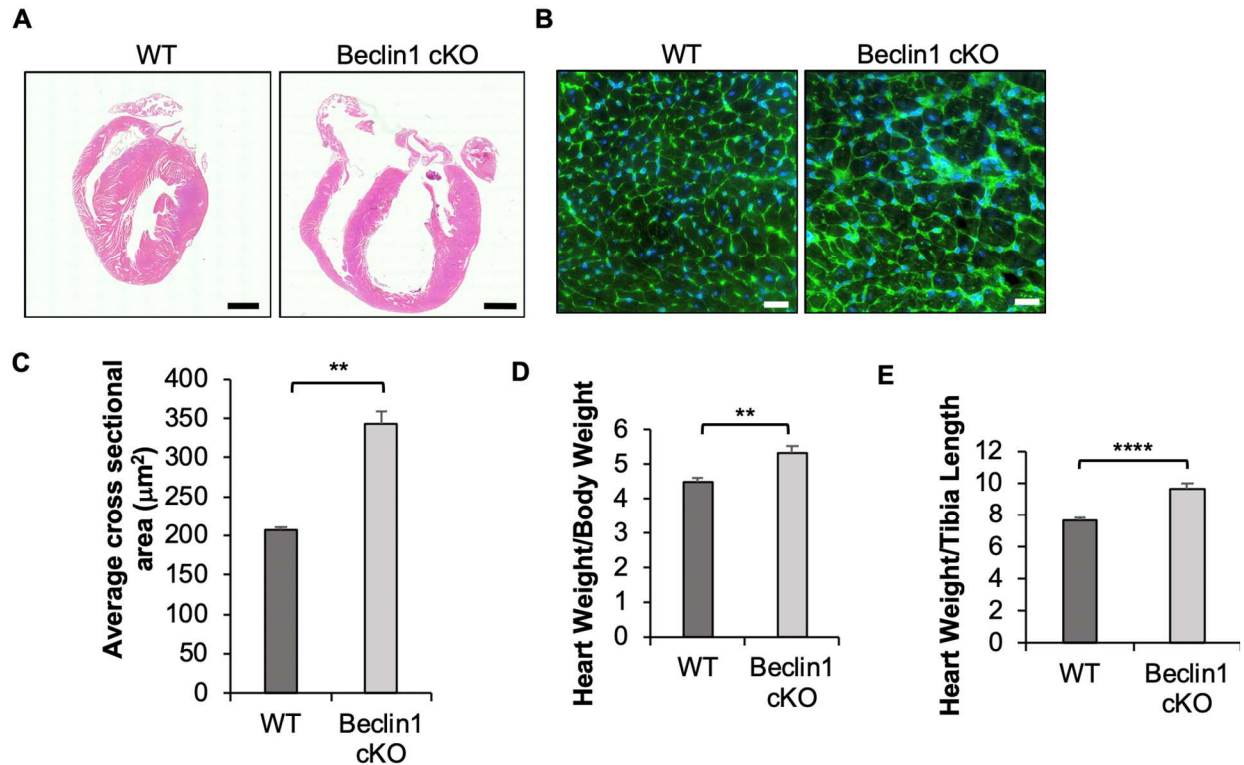 A
WT
Beclin1 cKO
B
WT
Beclin1 cKO
C
Average cross sectional
area (μm²)
400
350
300
250
200
150
100
50
0
**
WT
Beclin1
cKO
D
Heart Weight/Body Weight
6
5
4
3
2
1
0
**
WT
Beclin1
cKO
E
Heart Weight/Tibia Length
12
10
8
6
4
2
0
****
WT
Beclin1
cKO